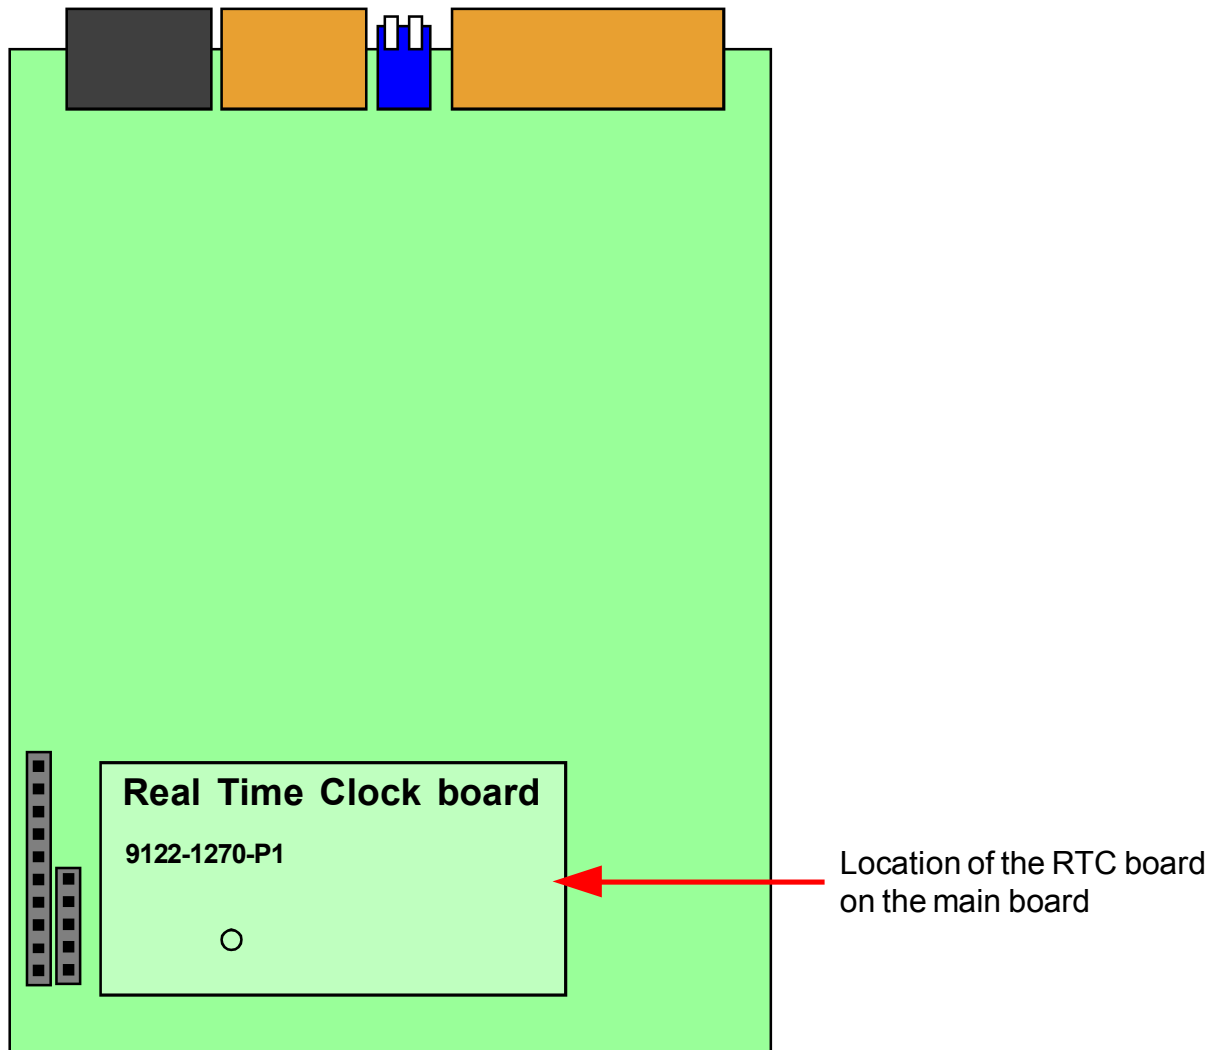 Real Time Clock board
9122-1270-P1
Location of the RTC board
on the main board